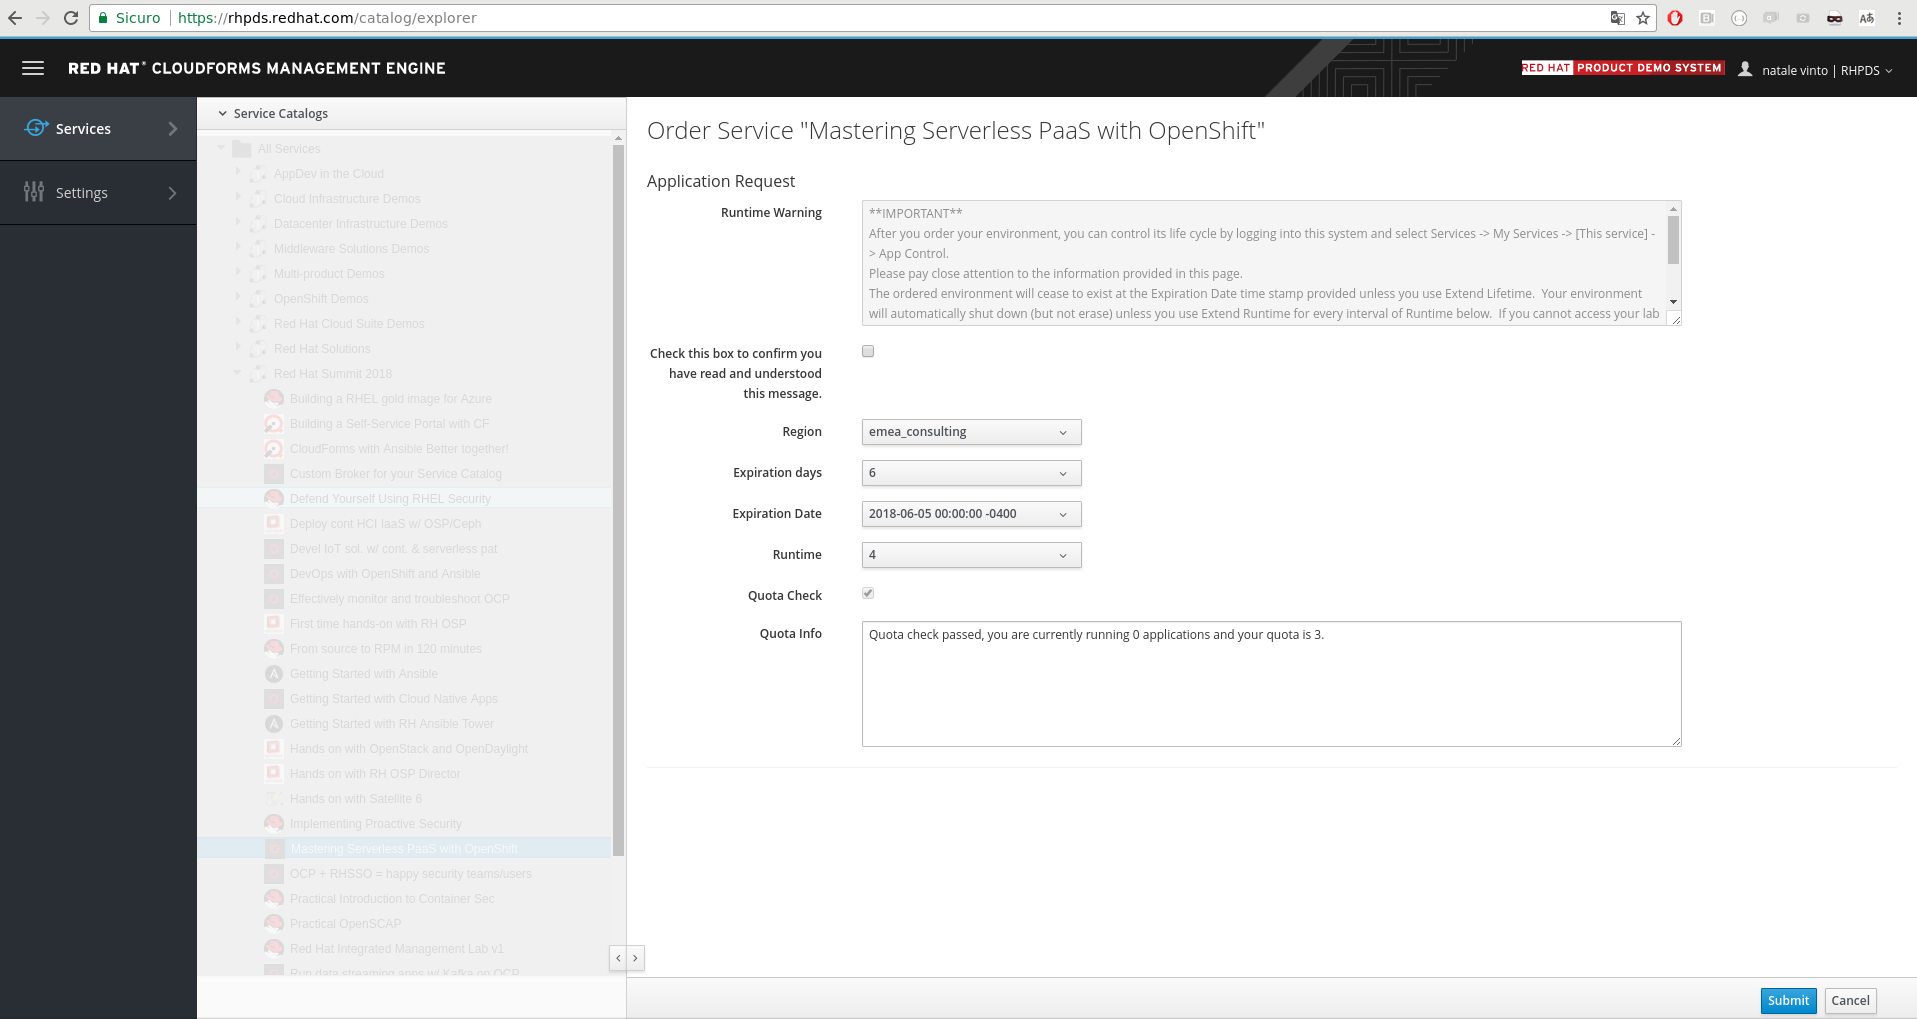 Sicuro https://rhpds.redhat.com/catalog/explorer
RED HAT® CLOUDFORMS MANAGEMENT ENGINE
RED HAT PRODUCT DEMO SYSTEM
natale vinto | RHPDS
Services
Settings
Service Catalogs
All Services
AppDev in the Cloud
Cloud Infrastructure Demos
Datacenter Infrastructure Demos
Middleware Solutions Demos
Multi-product Demos
OpenShift Demos
Red Hat Cloud Suite Demos
Red Hat Solutions
Red Hat Summit 2018
Building a RHEL gold image for Azure
Building a Self-Service Portal with CF
CloudForms with Ansible Better together!
Custom Broker for your Service Catalog
Defend Yourself Using RHEL Security
Deploy cont HCI IaaS w/ OSP/Ceph
Devel IoT sol. w/ cont. & serverless pat
DevOps with OpenShift and Ansible
Effectively monitor and troubleshoot OCP
First time hands-on with RH OSP
From source to RPM in 120 minutes
Getting Started with Ansible
Getting Started with Cloud Native Apps
Getting Started with RH Ansible Tower
Hands on with OpenStack and OpenDaylight
Hands on with RH OSP Director
Hands on with Satellite 6
Implementing Proactive Security
Mastering Serverless PaaS with OpenShift
OCP + RHSSO = happy security teams/users
Practical Introduction to Container Sec
Practical OpenSCAP
Red Hat Integrated Management Lab v1
Run data streaming apps w/ Kafka on OCP
Order Service "Mastering Serverless PaaS with OpenShift"
Application Request
Runtime Warning
**IMPORTANT**
After you order your environment, you can control its life cycle by logging into this system and select Services -> My Services -> [This service] -
> App Control.
Please pay close attention to the information provided in this page.
The ordered environment will cease to exist at the Expiration Date time stamp provided unless you use Extend Lifetime.  Your environment
will automatically shut down (but not erase) unless you use Extend Runtime for every interval of Runtime below.  If you cannot access your lab
Check this box to confirm you
have read and understood
this message.
Region
emea_consulting
Expiration days
6
Expiration Date
2018-06-05 00:00:00 -0400
Runtime
4
Quota Check
Quota Info
Quota check passed, you are currently running 0 applications and your quota is 3.
Submit
Cancel